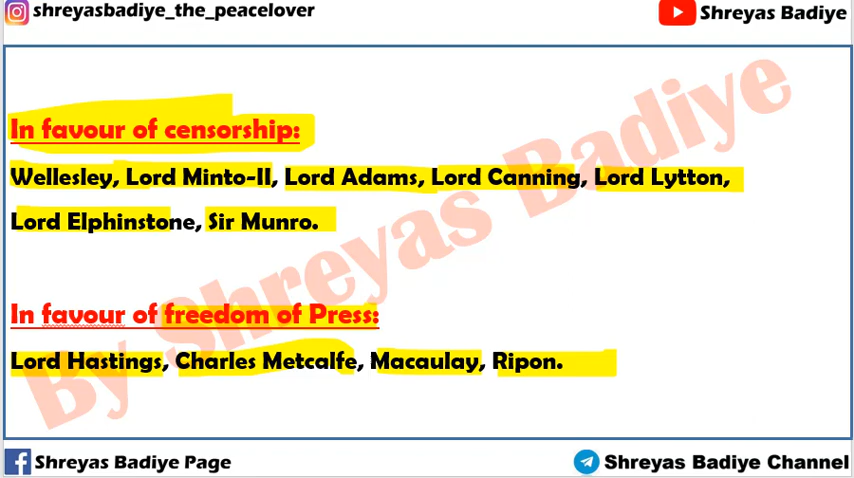 shreyasbadiye_the_peacelover
Shreyas Badiye
In favour of censorship:
Wellesley, Lord Minto-II, Lord Adams, Lord Canning, Lord Lytton,
Lord Elphinstone, Sir Munro.
In favour of freedom of Press:
Lord Hastings, Charles Metcalfe, Macaulay, Ripon.
By Shreyas Badiye
Shreyas Badiye Page
Shreyas Badiye Channel